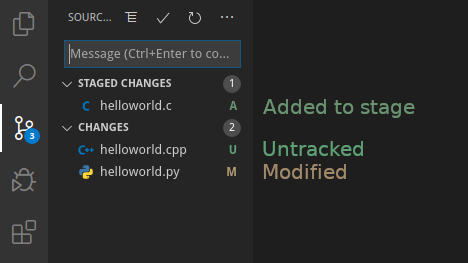 SOURC...
Message (Ctrl+Enter to co...
STAGED CHANGES 1
C helloworld.c A Added to stage
3
CHANGES 2
C++ helloworld.cpp U Untracked
helloworld.py M Modified